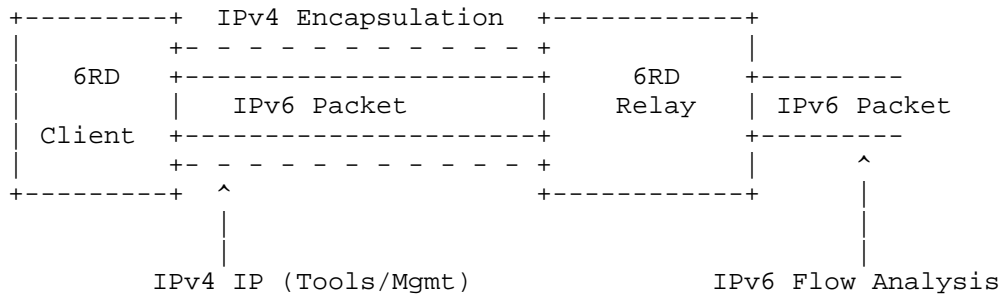 IPv4 Encapsulation
6RD 6RD
IPv6 Packet Relay IPv6 Packet
Client
IPv4 IP (Tools/Mgmt) IPv6 Flow Analysis